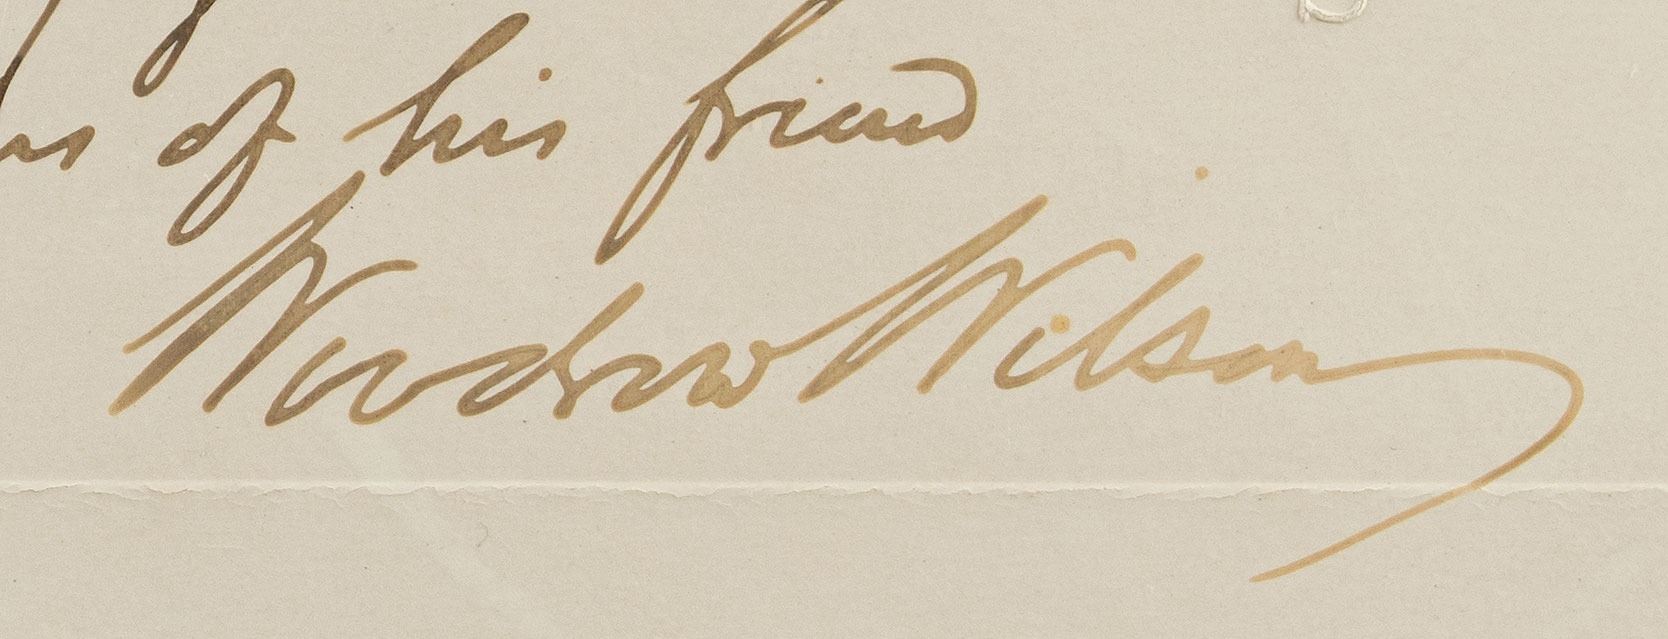 of his friend
Woodrow Wilson